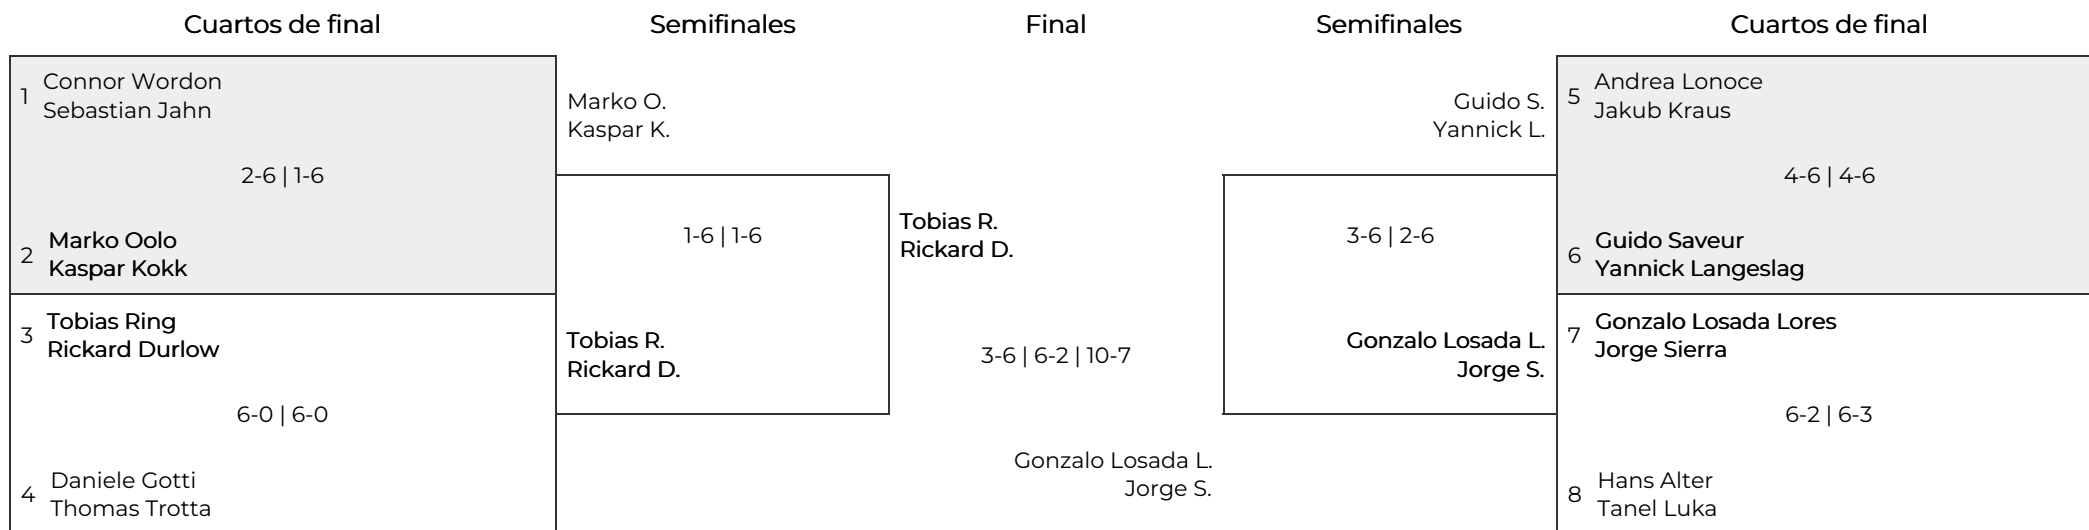 Cuartos de final
Semifinales
Final
Semifinales
Cuartos de final
1
Connor Wordon
Sebastian Jahn
2-6 | 1-6
2
Marko Oolo
Kaspar Kokk
3
Tobias Ring
Rickard Durlow
6-0 | 6-0
4
Daniele Gotti
Thomas Trotta
Marko O.
Kaspar K.
1-6 | 1-6
Tobias R.
Rickard D.
Tobias R.
Rickard D.
3-6 | 6-2 | 10-7
Gonzalo Losada L.
Jorge S.
Guido S.
Yannick L.
3-6 | 2-6
Gonzalo Losada L.
Jorge S.
5
Andrea Lonoce
Jakub Kraus
4-6 | 4-6
6
Guido Saveur
Yannick Langeslag
7
Gonzalo Losada Lores
Jorge Sierra
6-2 | 6-3
8
Hans Alter
Tanel Luka